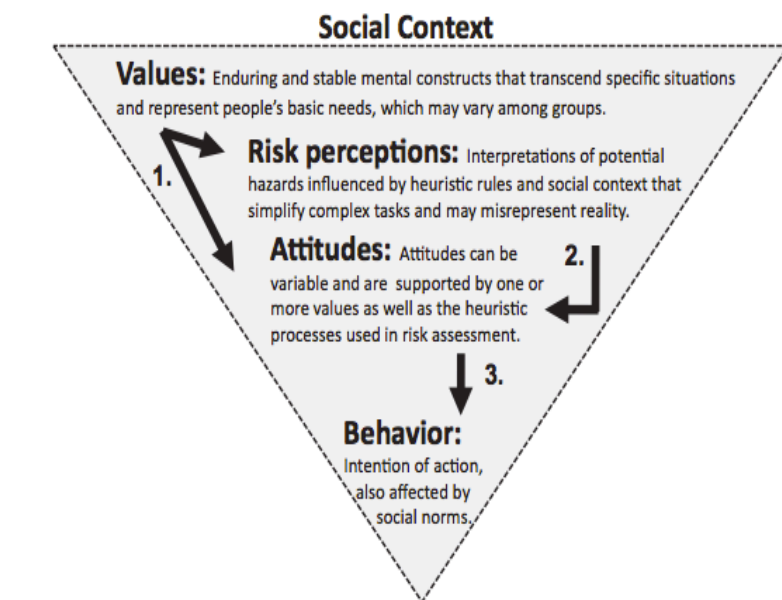 Social Context
Values: Enduring and stable mental constructs that transcend specific situations
and represent people's basic needs, which may vary among groups.
1.
Risk perceptions: Interpretations of potential
hazards influenced by heuristic rules and social context that
simplify complex tasks and may misrepresent reality.
Attitudes: Attitudes can be
2.
variable and are supported by one or
more values as well as the heuristic
processes used in risk assessment.
3.
Behavior:
Intention of action,
also affected by
social norms.